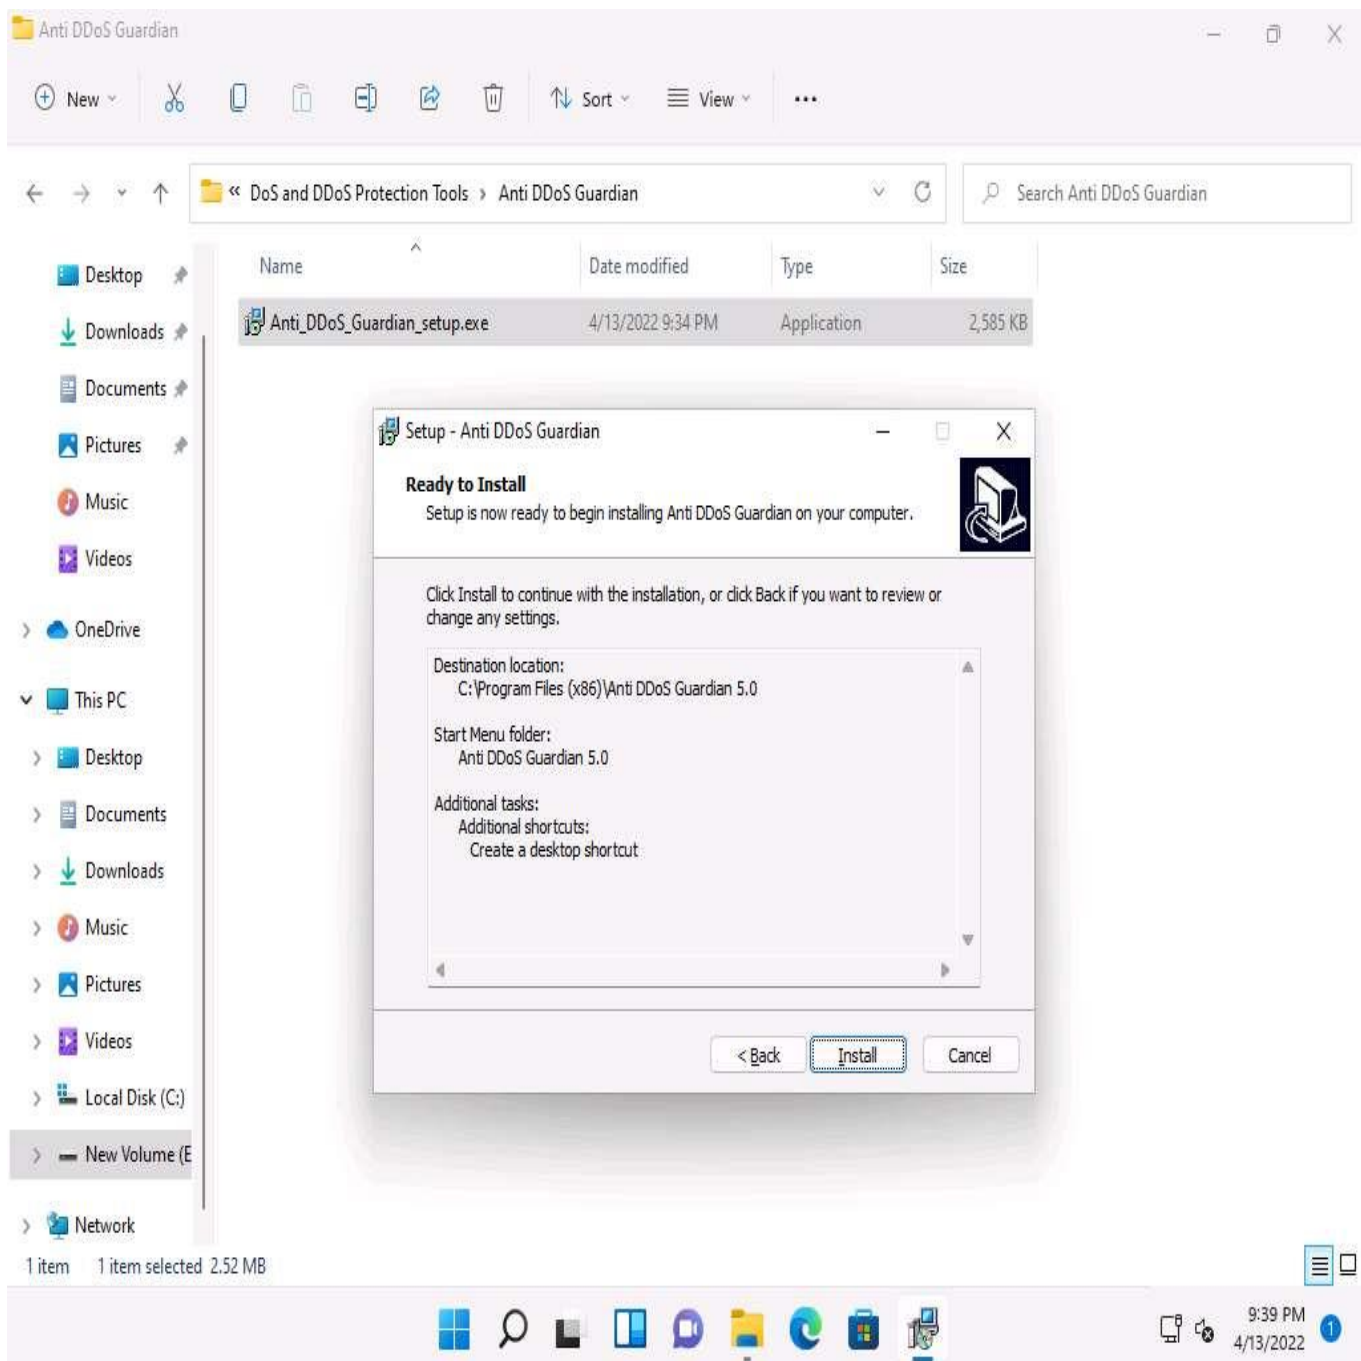 Anti DDoS Guardian
New
Sort
View
« DoS and DDoS Protection Tools › Anti DDoS Guardian
Search Anti DDoS Guardian
Name
Date modified
Type
Size
Anti_DDoS_Guardian_setup.exe
4/13/2022 9:34 PM
Application
2,585 KB
Desktop
Downloads
Documents
Pictures
Music
Videos
OneDrive
This PC
Desktop
Documents
Downloads
Music
Pictures
Videos
Local Disk (C:)
New Volume (E
Network
Setup - Anti DDoS Guardian
Ready to Install
Setup is now ready to begin installing Anti DDoS Guardian on your computer.
Click Install to continue with the installation, or click Back if you want to review or
change any settings.
Destination location:
C:\Program Files (x86)\Anti DDoS Guardian 5.0
Start Menu folder:
Anti DDoS Guardian 5.0
Additional tasks:
Additional shortcuts:
Create a desktop shortcut
< Back
Install
Cancel
1 item
1 item selected 2.52 MB
9:39 PM
4/13/2022
1